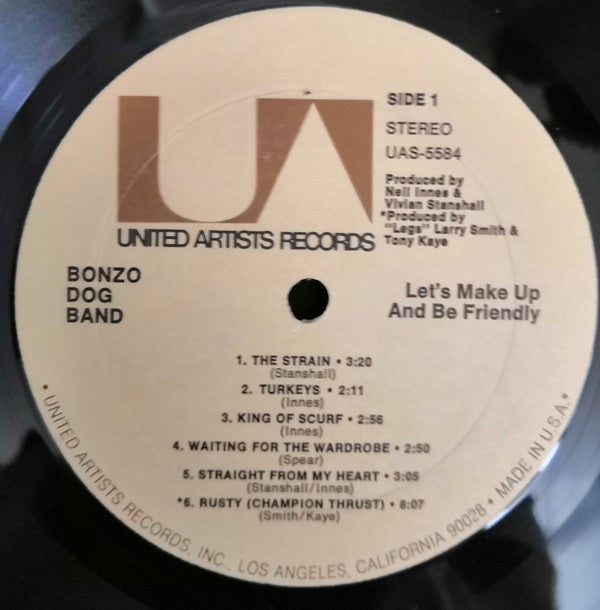 UA
SIDE 1
STEREO
UAS-5584
Produced by
Neil Innes &
Vivian Stanshall
*Produced by
"Legs" Larry Smith &
Tony Kaye
UNITED ARTISTS RECORDS
BONZO
DOG
BAND
Let's Make Up
And Be Friendly
1. THE STRAIN • 3:20
(Stanshall)
2. TURKEYS • 2:11
(Innes)
3. KING OF SCURF • 2:56
(Innes)
4. WAITING FOR THE WARDROBE • 2:50
(Spear)
5. STRAIGHT FROM MY HEART • 3:05
(Stanshall/Innes)
*6. RUSTY (CHAMPION THRUST) • 8:07
(Smith/Kaye)
• UNITED ARTISTS RECORDS, INC., LOS ANGELES, CALIFORNIA 90028 • MADE IN U.S.A. •